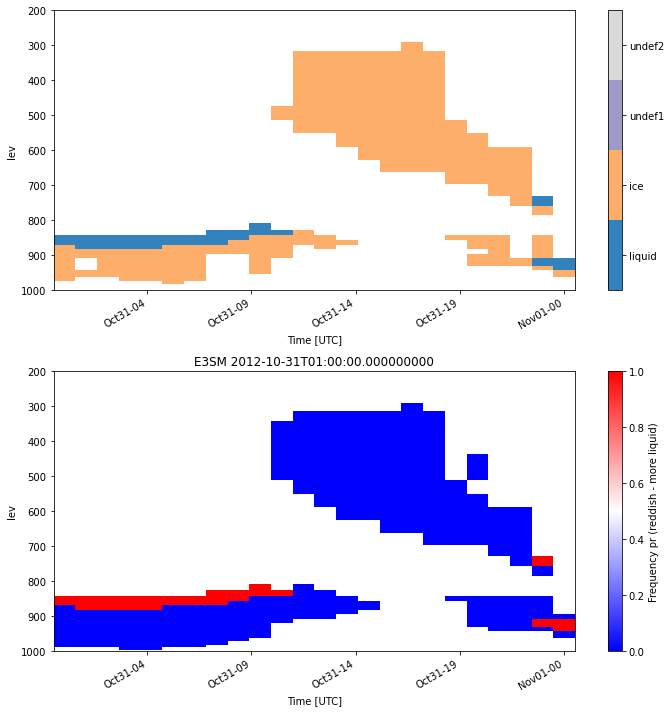 200
300
400
500
600
700
800
900
1000
lev
Oct31-04
Oct31-09
Oct31-14
Oct31-19
Nov01-00
Time [UTC]
undef2
undef1
ice
liquid
E3SM 2012-10-31T01:00:00.000000000
200
300
400
500
600
700
800
900
1000
lev
Oct31-04
Oct31-09
Oct31-14
Oct31-19
Nov01-00
Time [UTC]
1.0
0.8
0.6
0.4
0.2
0.0
Frequency pr (reddish - more liquid)